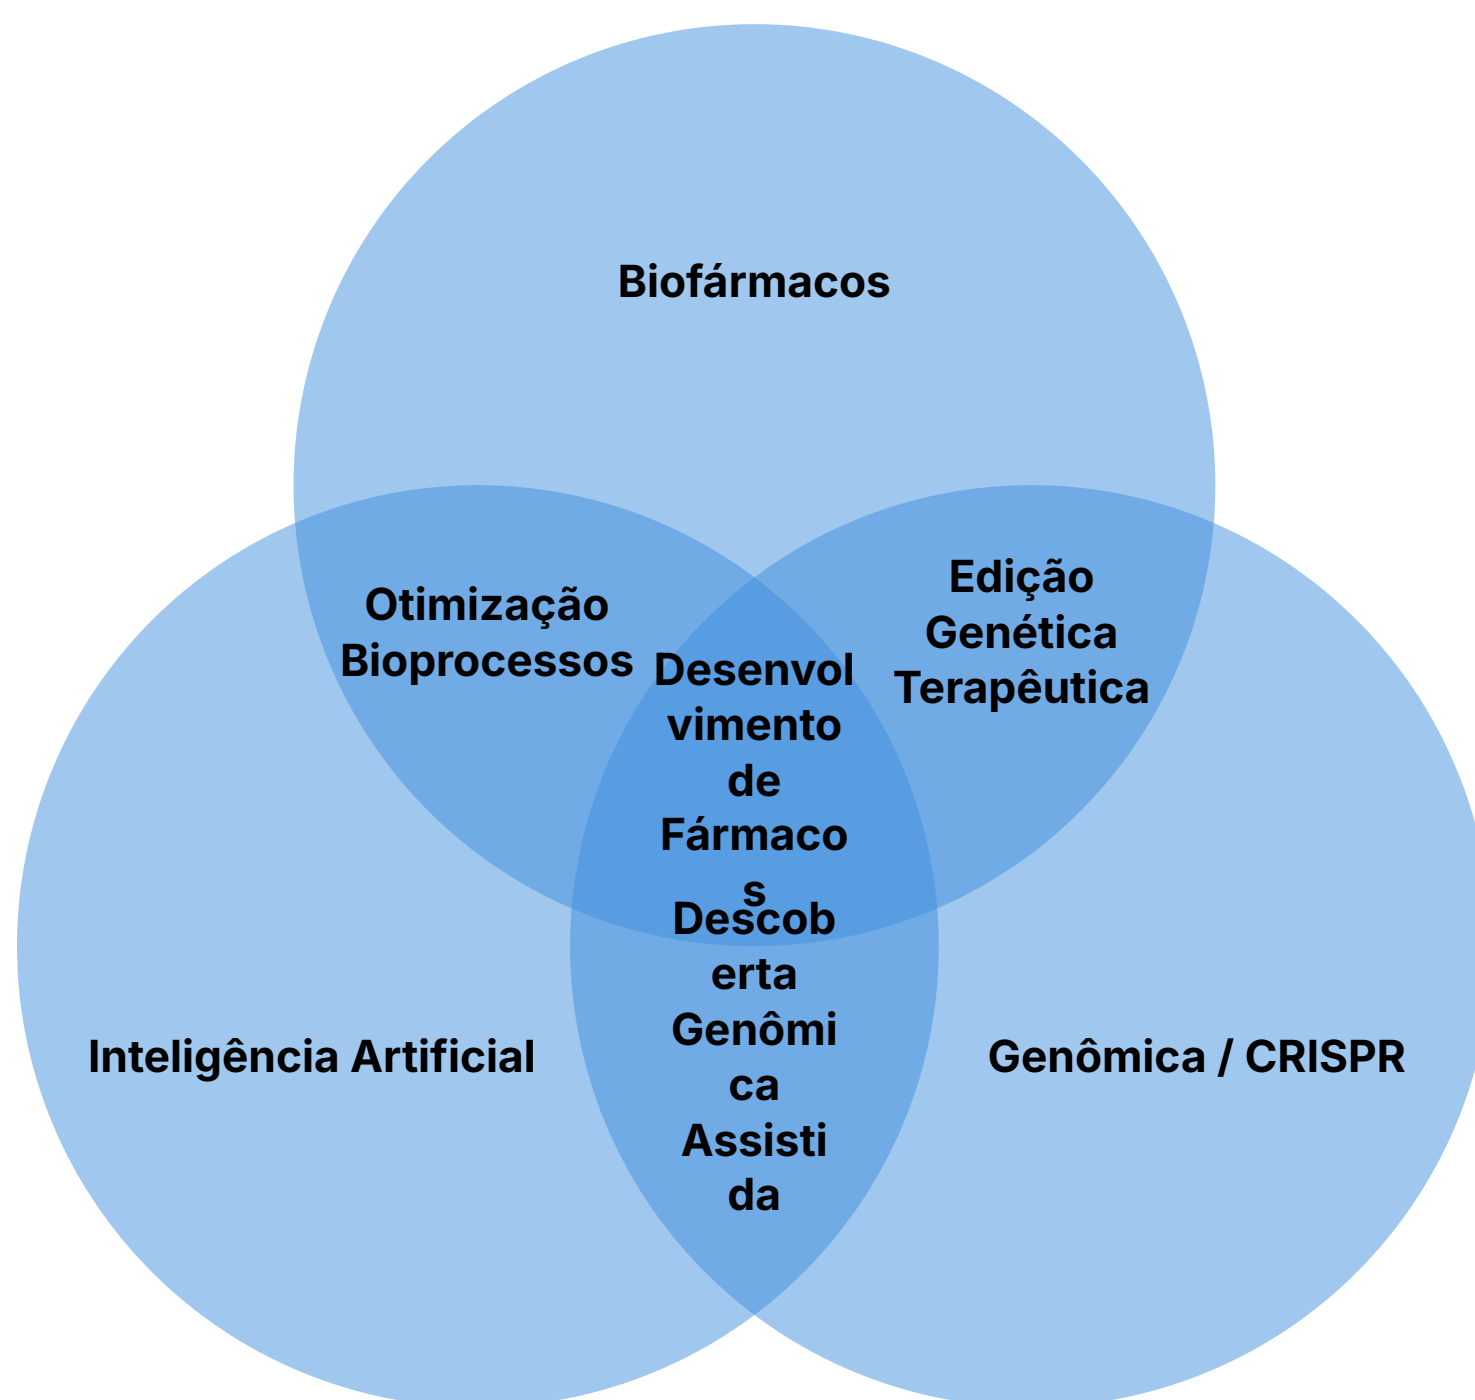 Biofármacos
Otimização
Bioprocessos
Edição
Genética
Terapêutica
Desenvol
vimento
de
Fármaco
s
Descob
erta
Genômi
ca
Assisti
da
Inteligência Artificial
Genômica / CRISPR